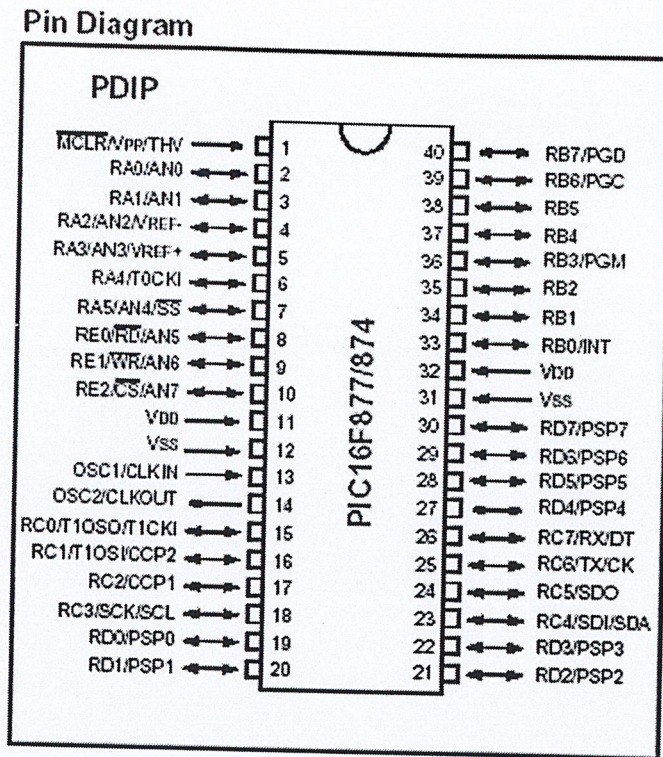 Pin Diagram
PDIP
MCLR/VPP/THV
RA0/AN0
RA1/AN1
RA2/AN2/VREF-
RA3/AN3/VREF+
RA4/T0CKI
RA5/AN4/SS
RE0/RD/AN5
RE1/WR/AN6
RE2/CS/AN7
VDD
VSS
OSC1/CLKIN
OSC2/CLKOUT
RC0/T1OSO/T1CKI
RC1/T1OSI/CCP2
RC2/CCP1
RC3/SCK/SCL
RD0/PSP0
RD1/PSP1
1
2
3
4
5
6
7
8
9
10
11
12
13
14
15
16
17
18
19
20
PIC16F877/874
40
39
38
37
36
35
34
33
32
31
30
29
28
27
26
25
24
23
22
21
RB7/PGD
RB6/PGC
RB5
RB4
RB3/PGM
RB2
RB1
RB0/INT
VDD
VSS
RD7/PSP7
RD6/PSP6
RD5/PSP5
RD4/PSP4
RC7/RX/DT
RC6/TX/CK
RC5/SDO
RC4/SDI/SDA
RD3/PSP3
RD2/PSP2